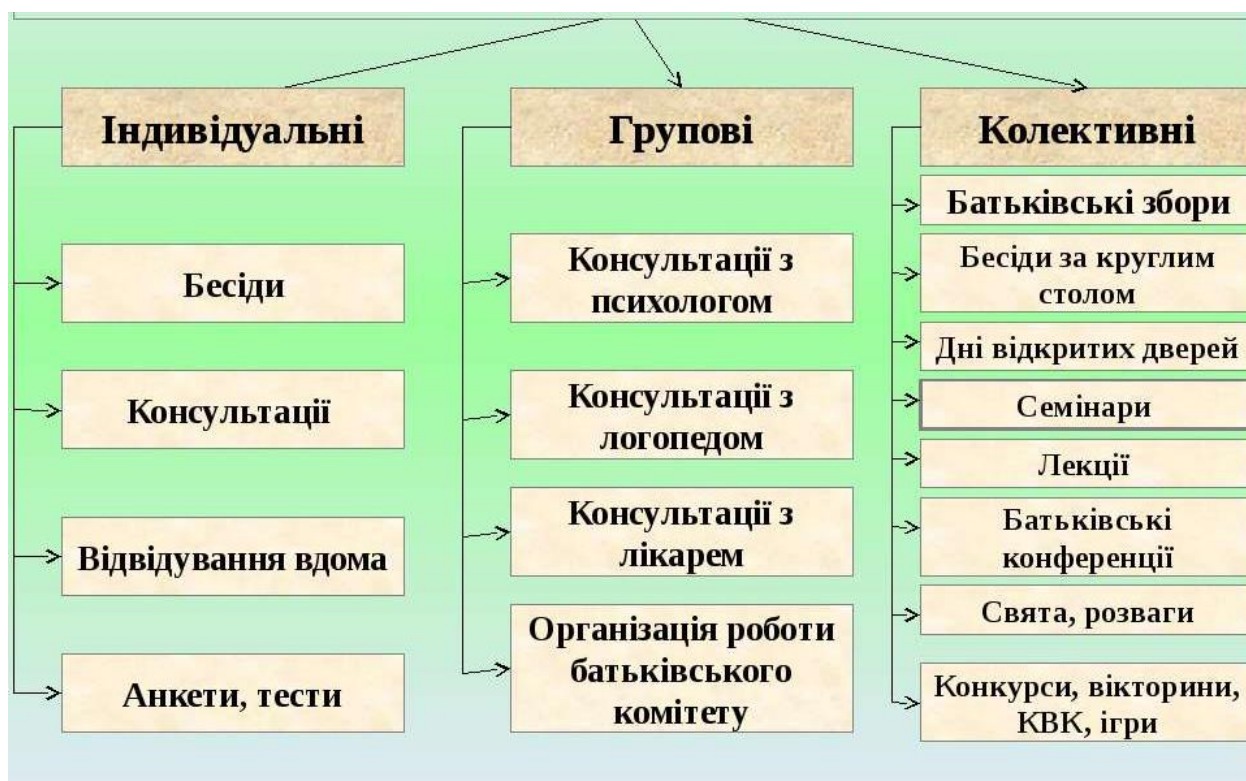 Індивідуальні
Бесіди
Консультації
Відвідування вдома
Анкети, тести
Групові
Консультації з
психологом
Консультації з
логопедом
Консультації з
лікарем
Організація роботи
батьківського
комітету
Колективні
Батьківські збори
Бесіди за круглим
столом
Дні відкритих дверей
Семінари
Лекції
Батьківські
конференції
Свята, розваги
Конкурси, вікторини,
КВК, ігри